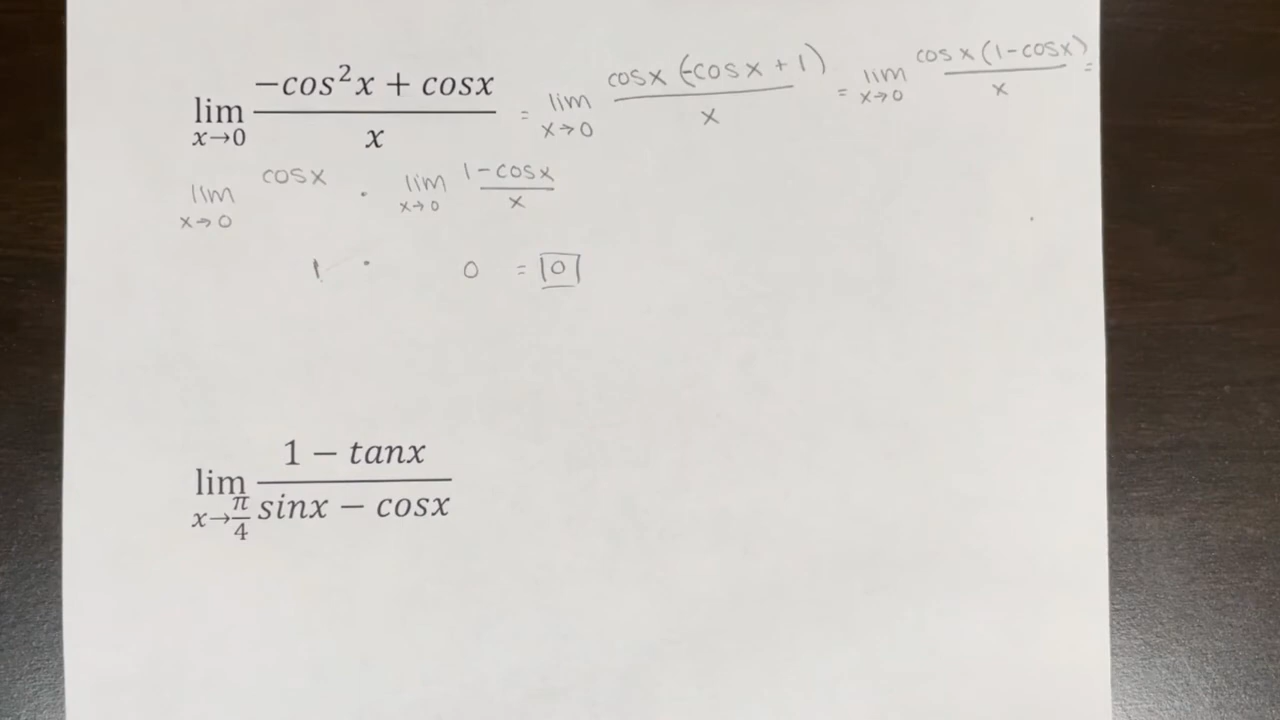 lim x→0 (-cos²x + cosx)/x = lim x→0 (cosx (-cosx + 1))/x = lim x→0 (cosx (1-cosx))/x =
lim x→0 cosx · lim x→0 (1-cosx)/x
1 · 0 = 0
lim x→π/4 (1 − tanx)/(sinx − cosx)